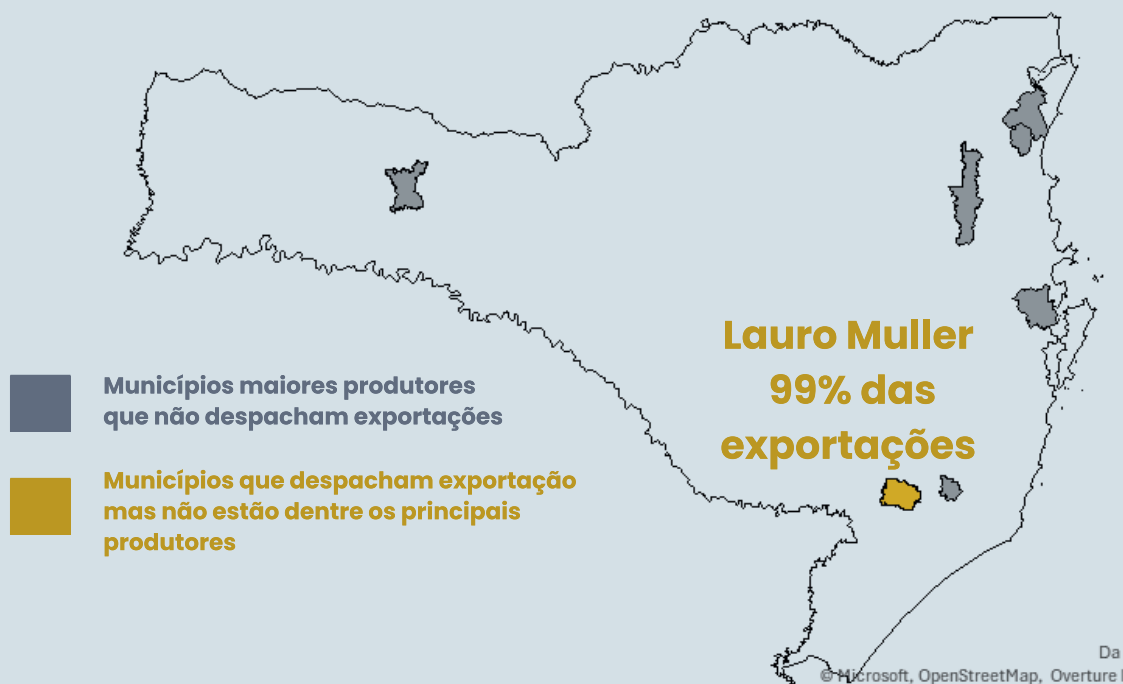 Lauro Muller
99% das
exportações
Municípios maiores produtores
que não despacham exportações
Municípios que despacham exportação
mas não estão dentre os principais
produtores
Da
© Microsoft, OpenStreetMap, Overture